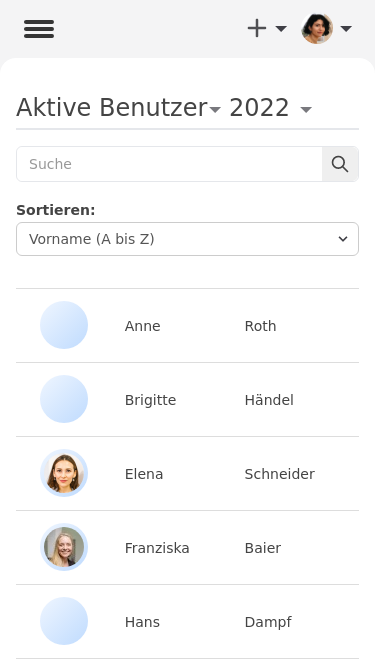 Aktive Benutzer 2022
Suche
Sortieren:
Vorname (A bis Z)
Anne Roth
Brigitte Händel
Elena Schneider
Franziska Baier
Hans Dampf